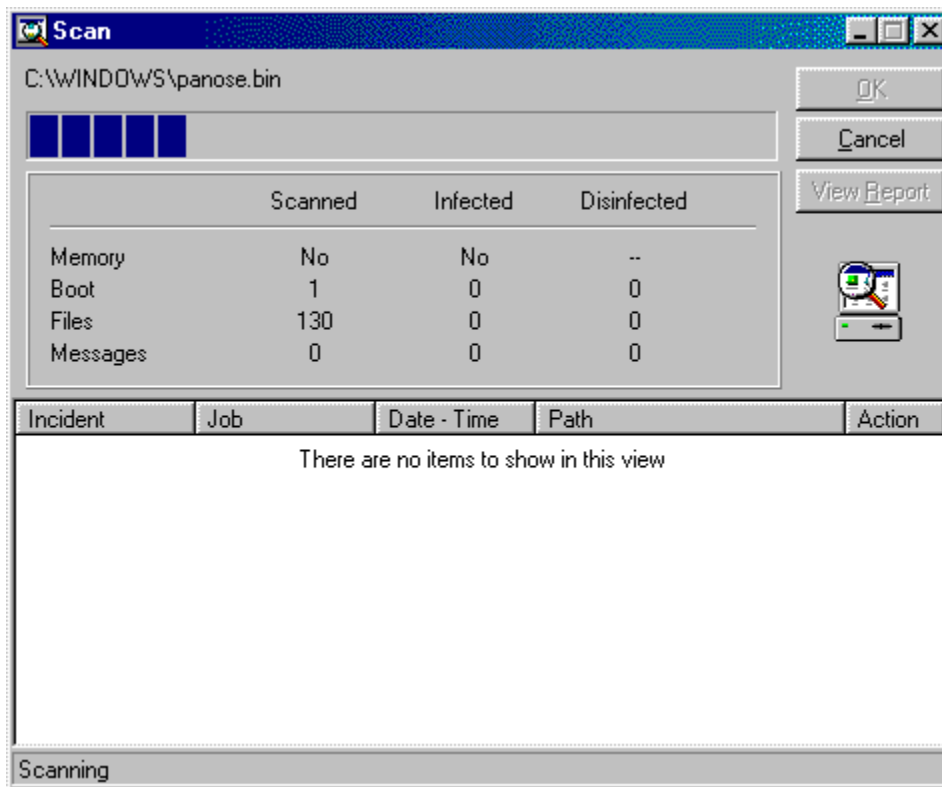 Scan
C:\WINDOWS\panose.bin
OK
Cancel
View Report
Scanned Infected Disinfected
Memory No No --
Boot 1 0 0
Files 130 0 0
Messages 0 0 0
Incident Job Date - Time Path Action
There are no items to show in this view
Scanning